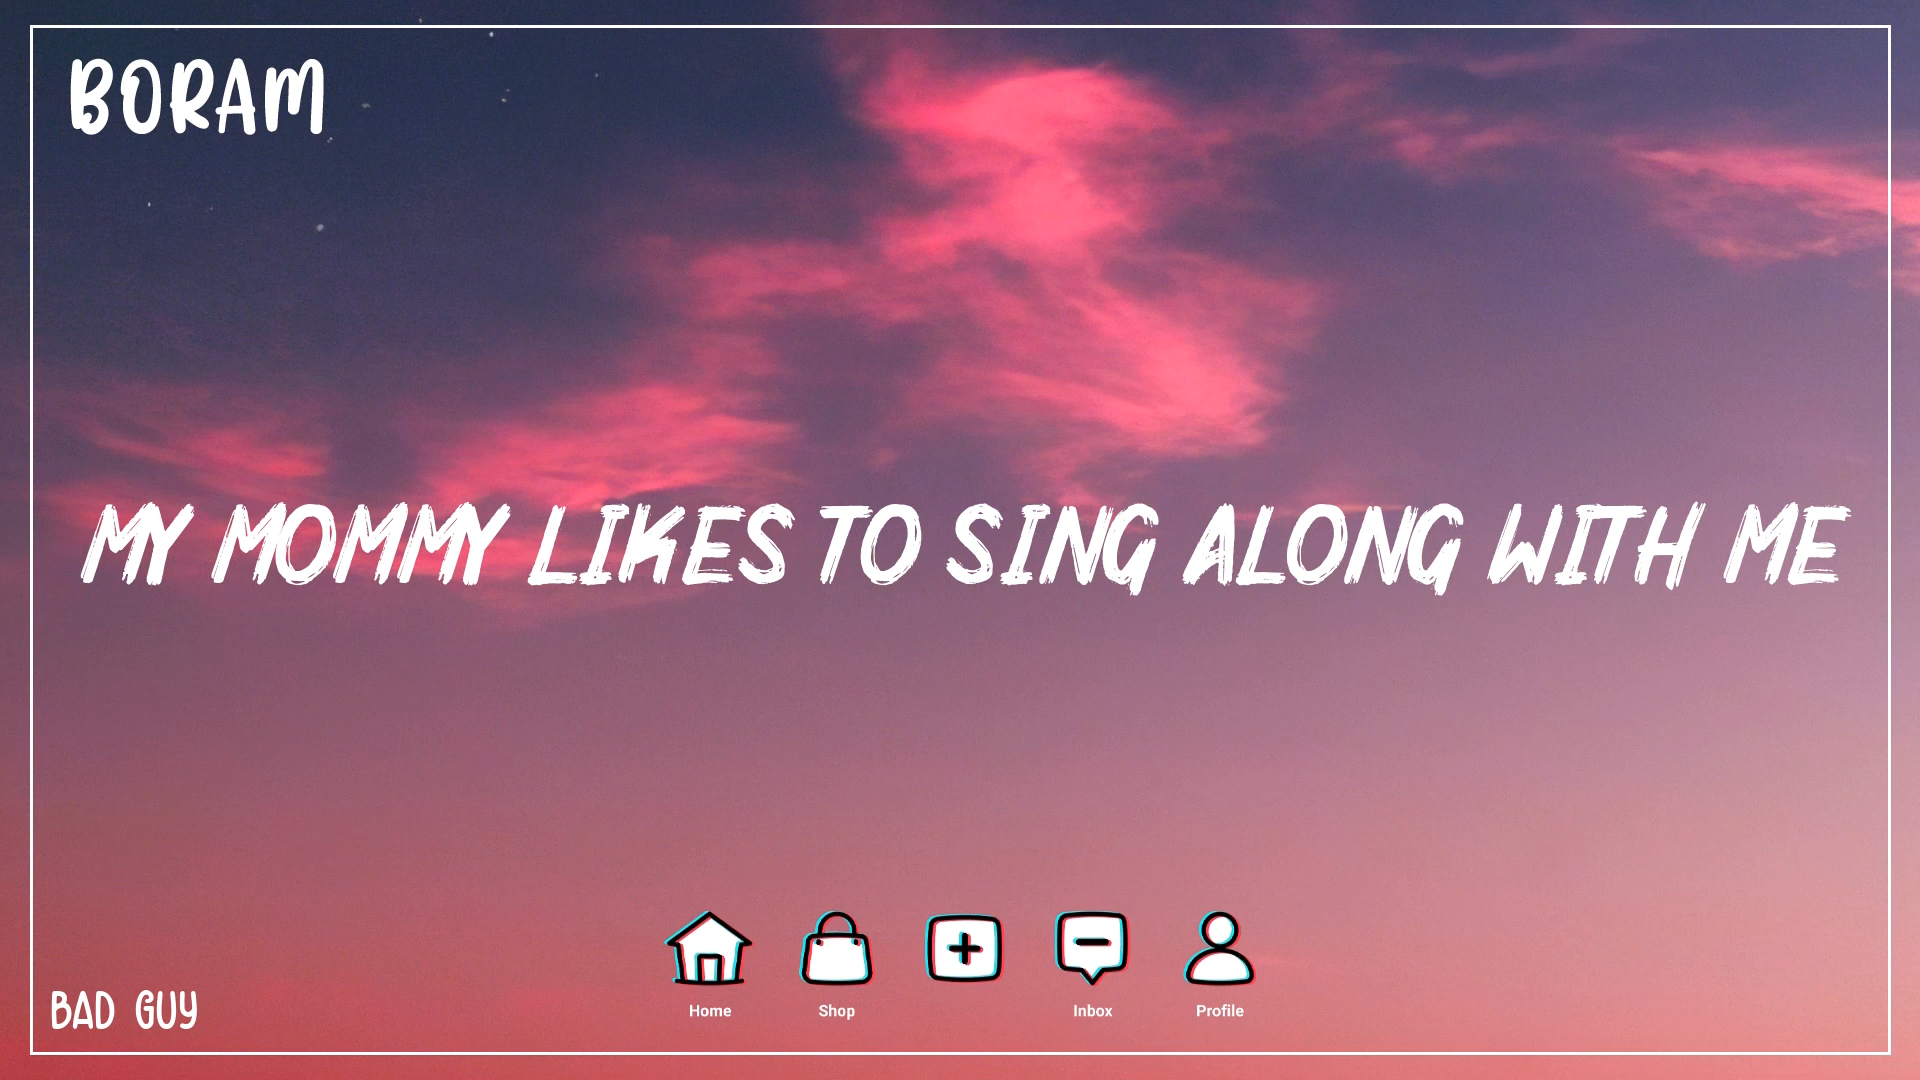 BORAM
MY MOMMY LIKES TO SING ALONG WITH ME
Home
Shop
Inbox
Profile
BAD GUY